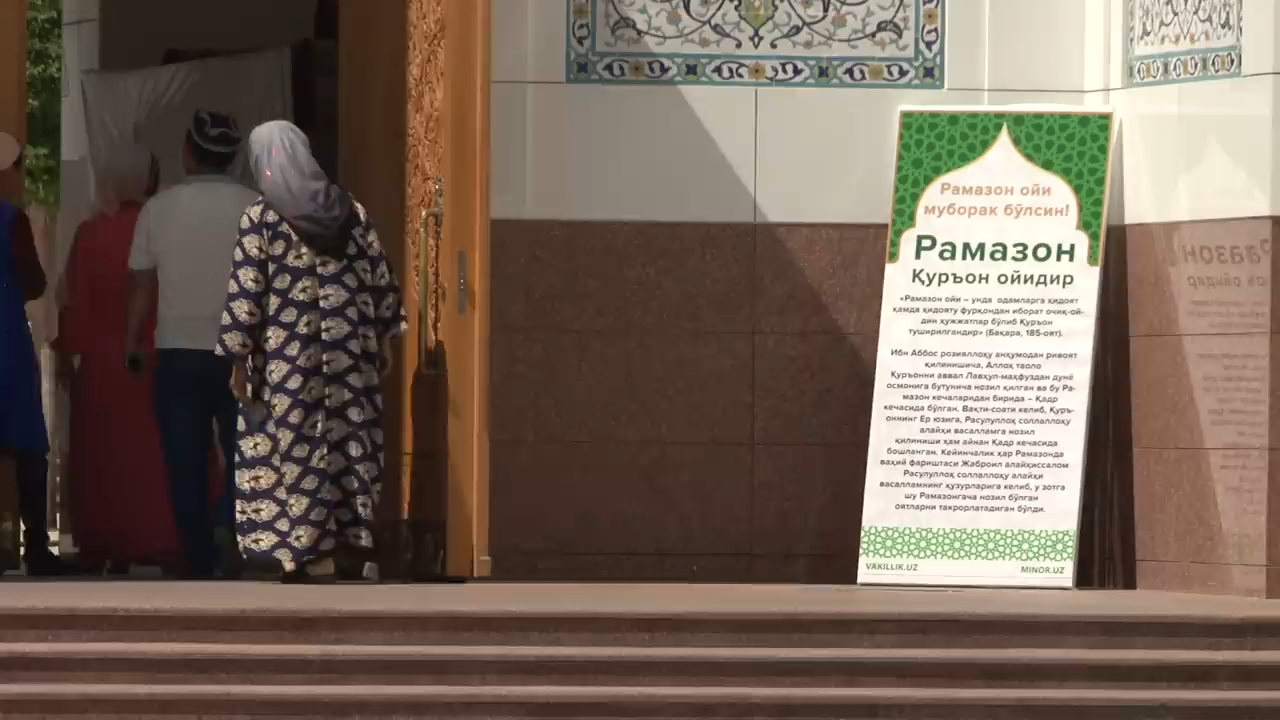 Рамазон ойи
муборак бўлсин!
Рамазон
Қуръон ойидир
«Рамазон ойи – унда одамларга ҳидоят
ҳамда ҳидояту фурқондан иборат очиқ-ой-
дин ҳужжатлар бўлиб Қуръон
туширилгандир» (Бақара, 185-оят).
Ибн Аббос розияллоҳу анҳумодан ривоят
қилинишича, Аллоҳ таоло
Қуръонни аввал Лавҳул-маҳфуздан дунё
осмонига бутунича нозил қилган ва бу Ра-
мазон кечаларидан бирида – Қадр
кечасида бўлган. Вақти-соати келиб, Қуръ-
оннинг Ер юзига, Расулуллоҳ соллаллоҳу
алайҳи васалламга нозил
қилиниши ҳам айнан Қадр кечасида
бошланган. Кейинчалик ҳар Рамазонда
ваҳий фариштаси Жаброил алайҳиссалом
Расулуллоҳ соллаллоҳу алайҳи
васалламнинг ҳузурларига келиб, у зотга
шу Рамазонгача нозил бўлган
оятларни такрорлатадиган бўлди.
VAKILLIK.UZ
MINOR.UZ